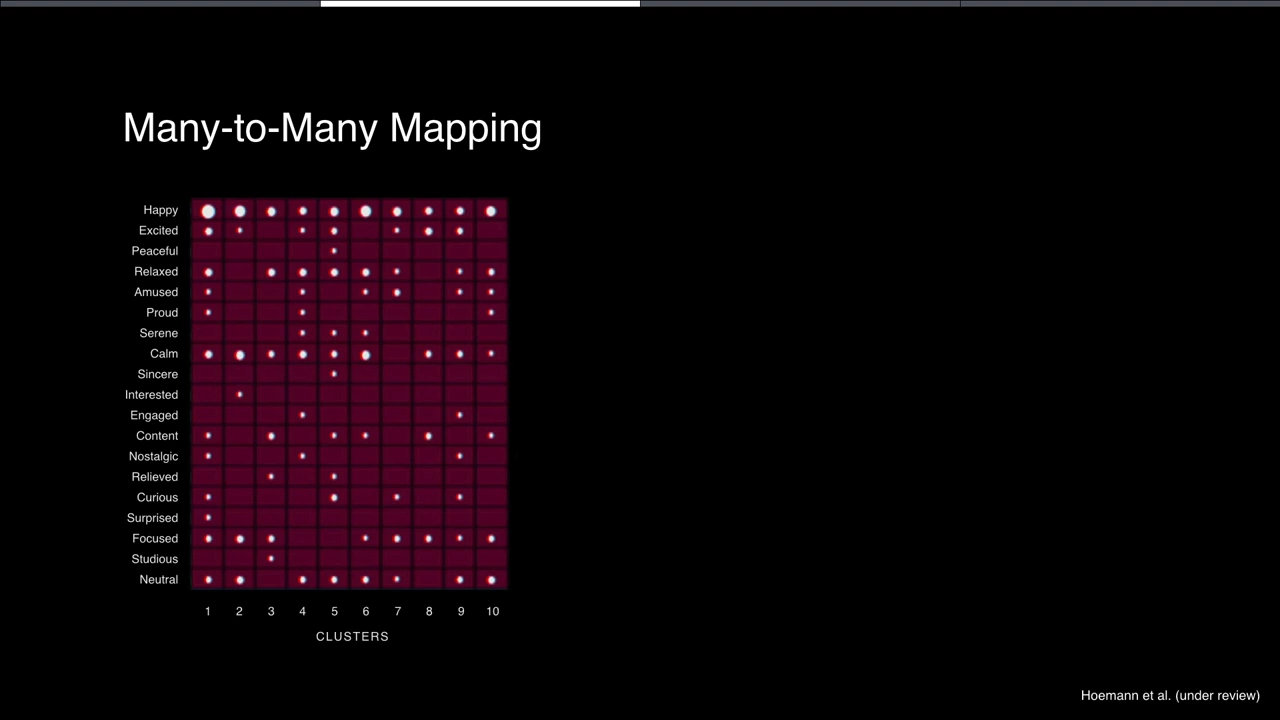 Many-to-Many Mapping
Happy
Excited
Peaceful
Relaxed
Amused
Proud
Serene
Calm
Sincere
Interested
Engaged
Content
Nostalgic
Relieved
Curious
Surprised
Focused
Studious
Neutral
1 2 3 4 5 6 7 8 9 10
CLUSTERS
Hoemann et al. (under review)